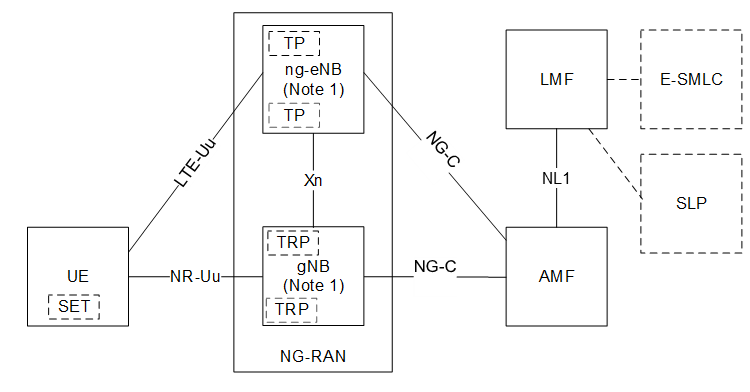 TP
ng-eNB
(Note 1)
TP
LMF
E-SMLC
LTE-Uu
NG-C
Xn
NL1
SLP
TRP
UE
NR-Uu
gNB
NG-C
AMF
(Note 1)
SET
TRP
NG-RAN